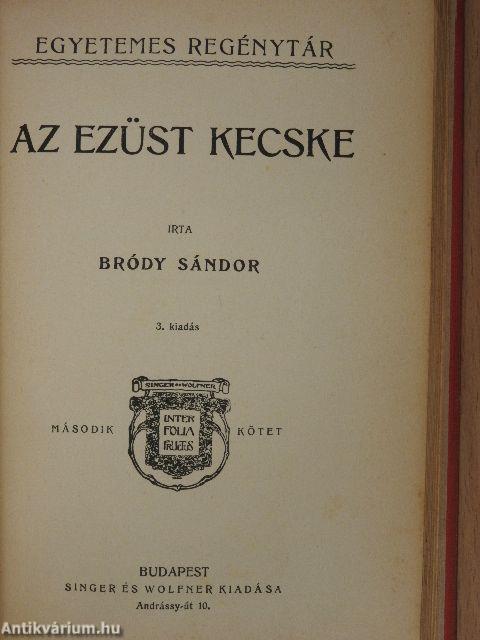 EGYETEMES REGÉNYTÁR
AZ EZÜST KECSKE
IRTA
BRÓDY SÁNDOR
3. kiadás
SINGER ÉS WOLFNER
MÁSODIK
INTER
FOLIA
FRUCTUS
KÖTET
BUDAPEST
SINGER ÉS WOLFNER KIADÁSA
Andrássy-út 10.
Antikvárium.hu